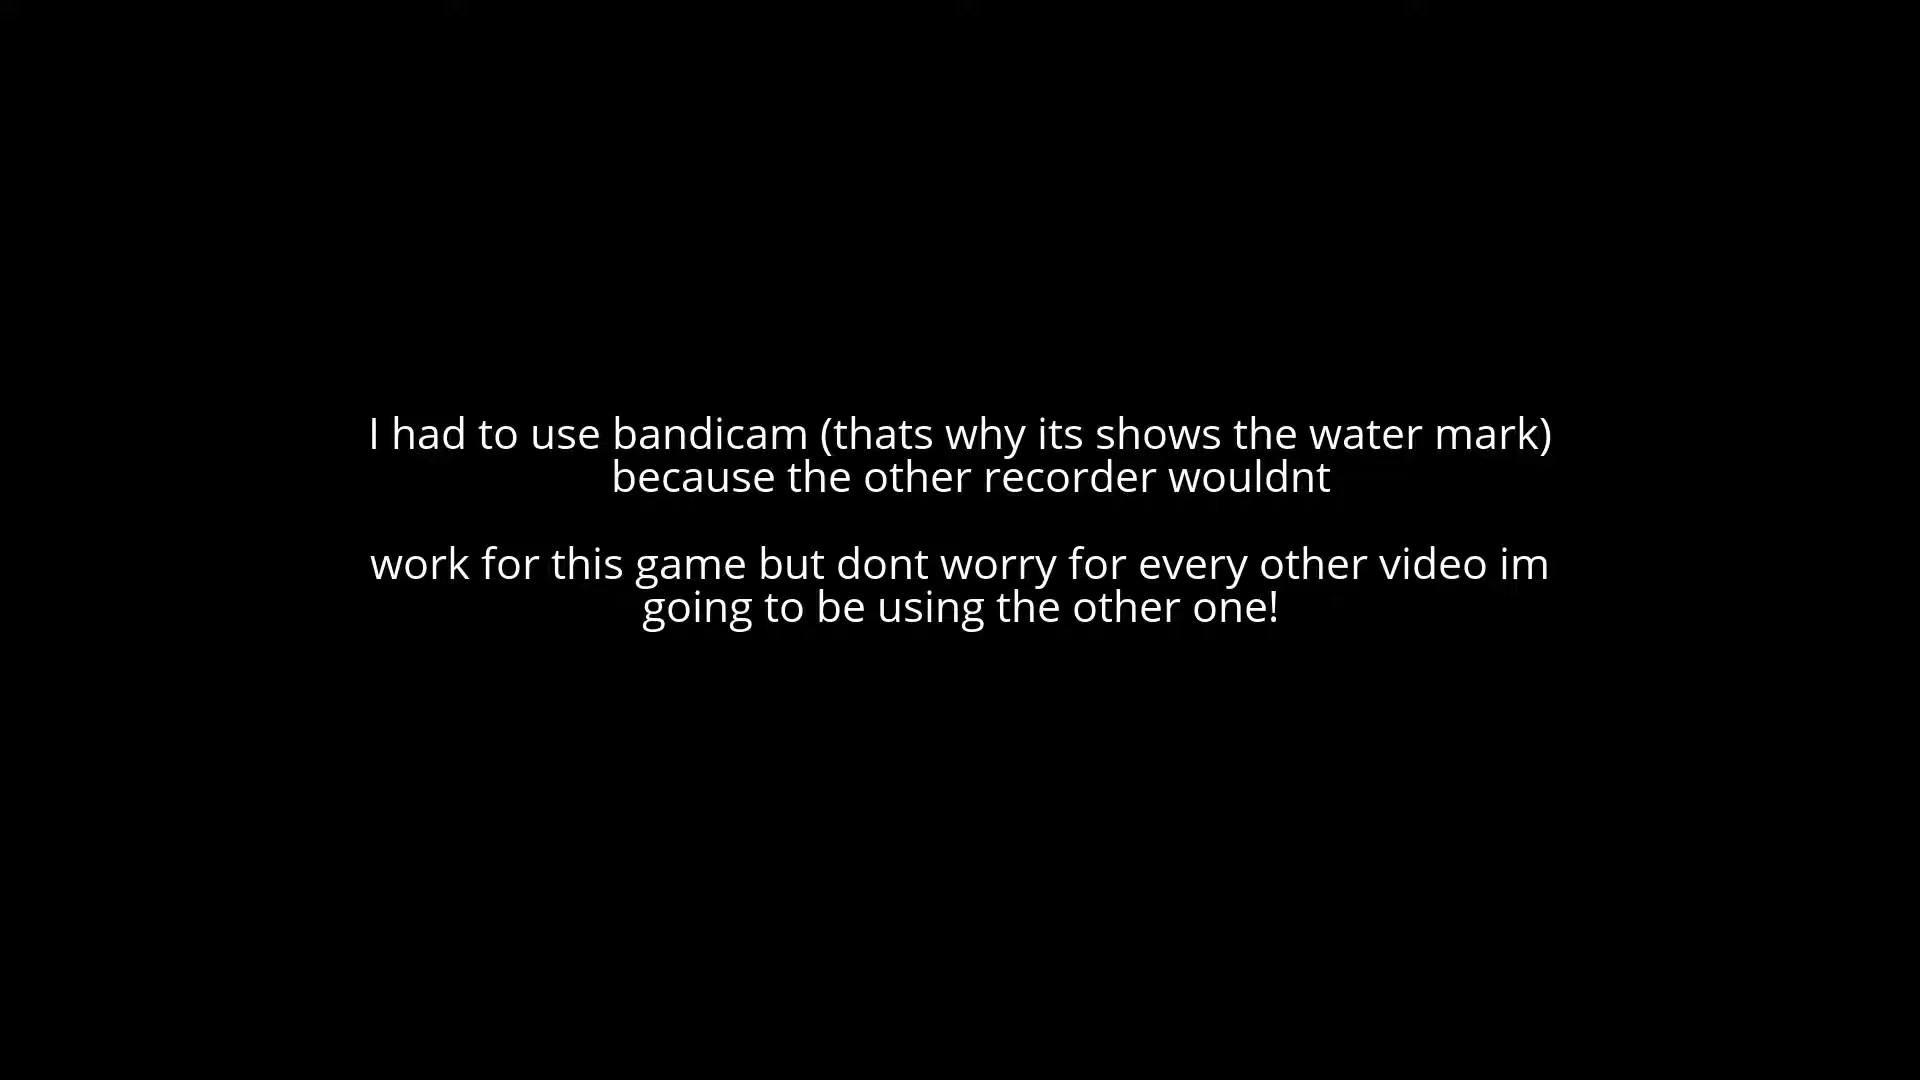 I had to use bandicam (thats why its shows the water mark)
because the other recorder wouldnt
work for this game but dont worry for every other video im
going to be using the other one!